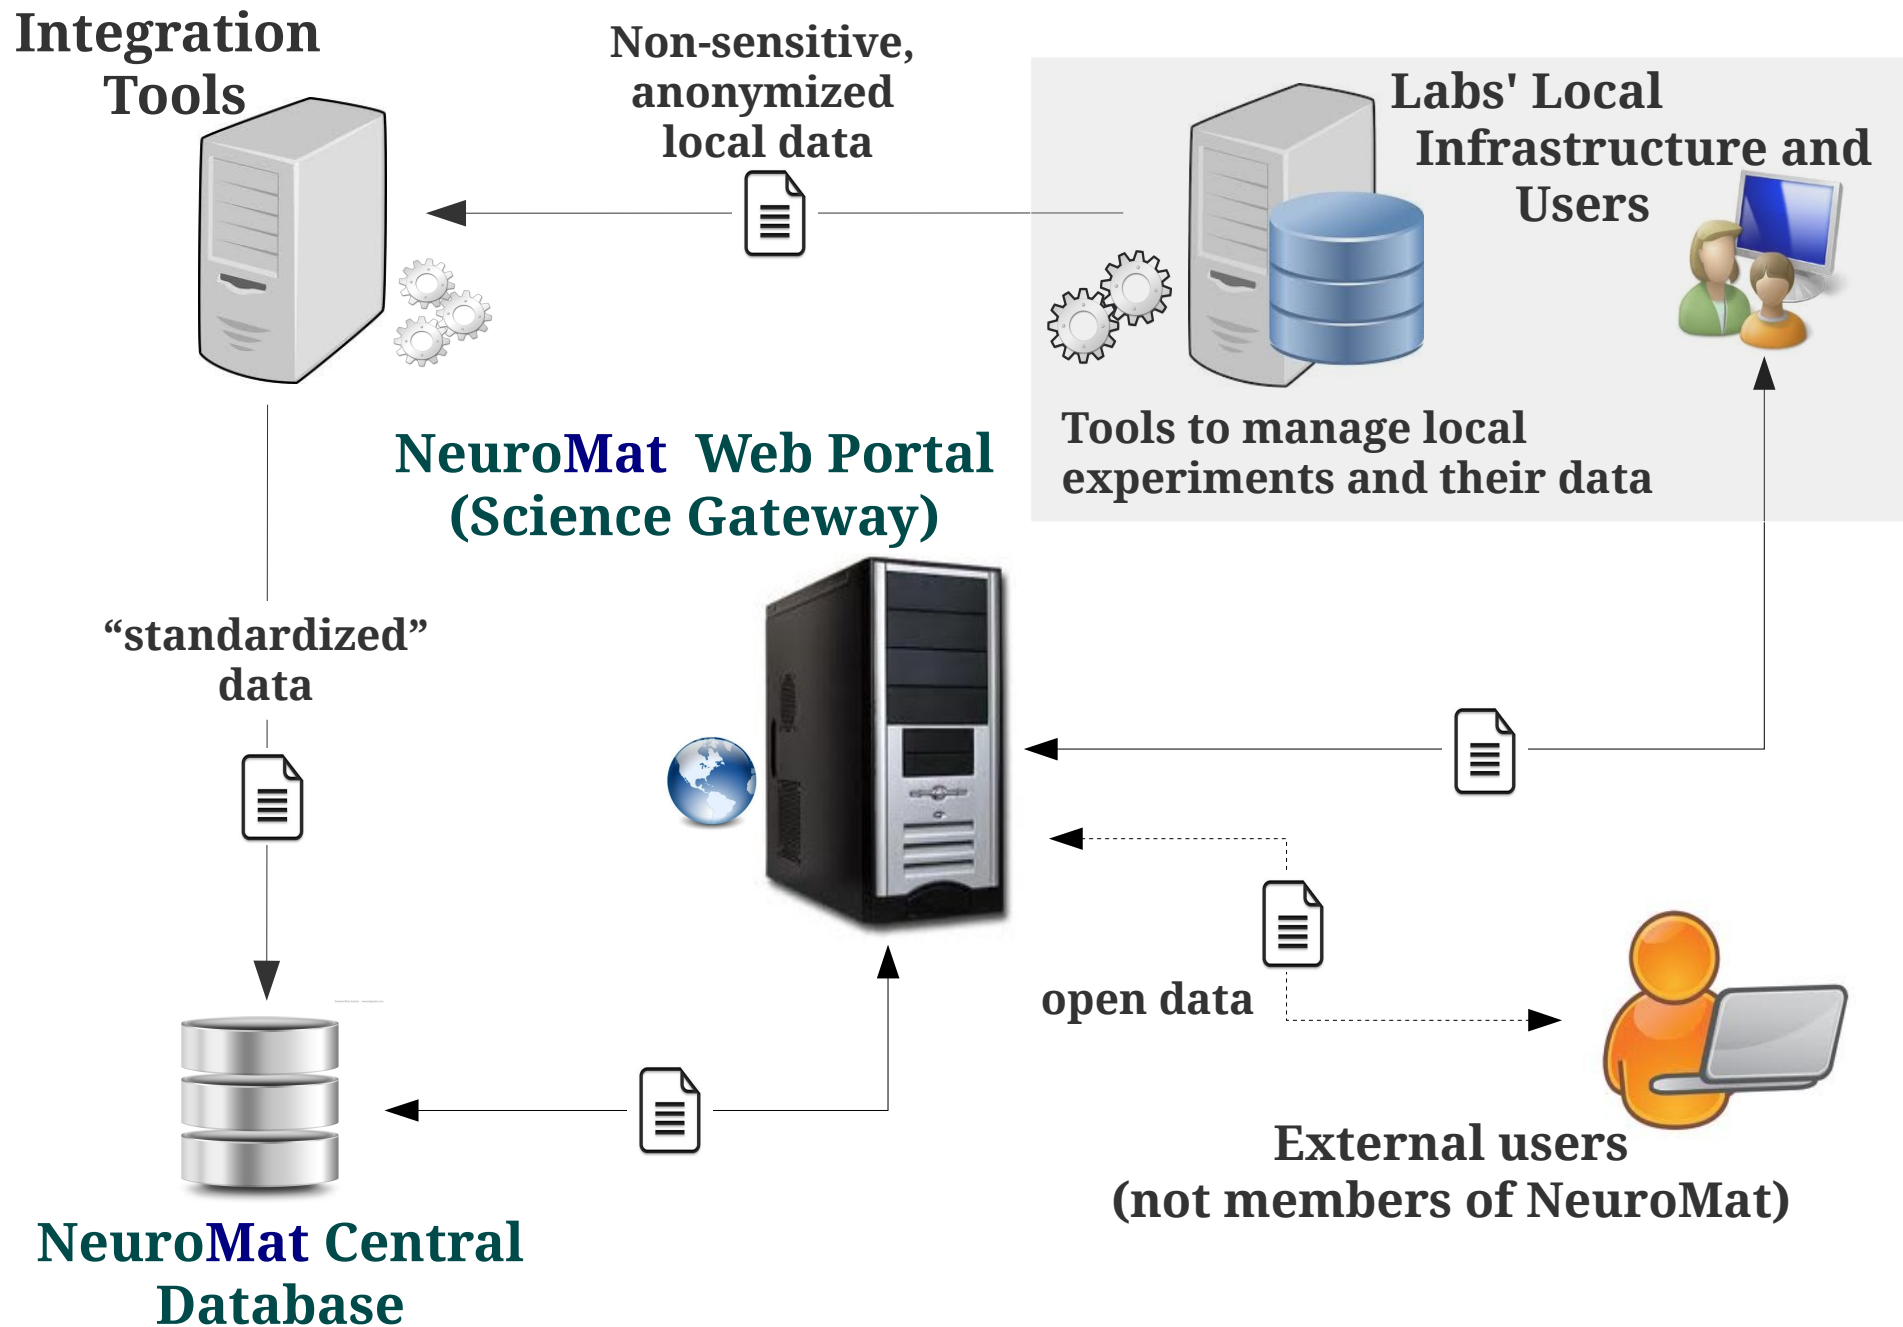 Integration
Tools
Non-sensitive,
anonymized
local data
Labs' Local
Infrastructure and
Users
Tools to manage local
experiments and their data
NeuroMat Web Portal
(Science Gateway)
“standardized”
data
open data
External users
(not members of NeuroMat)
NeuroMat Central
Database